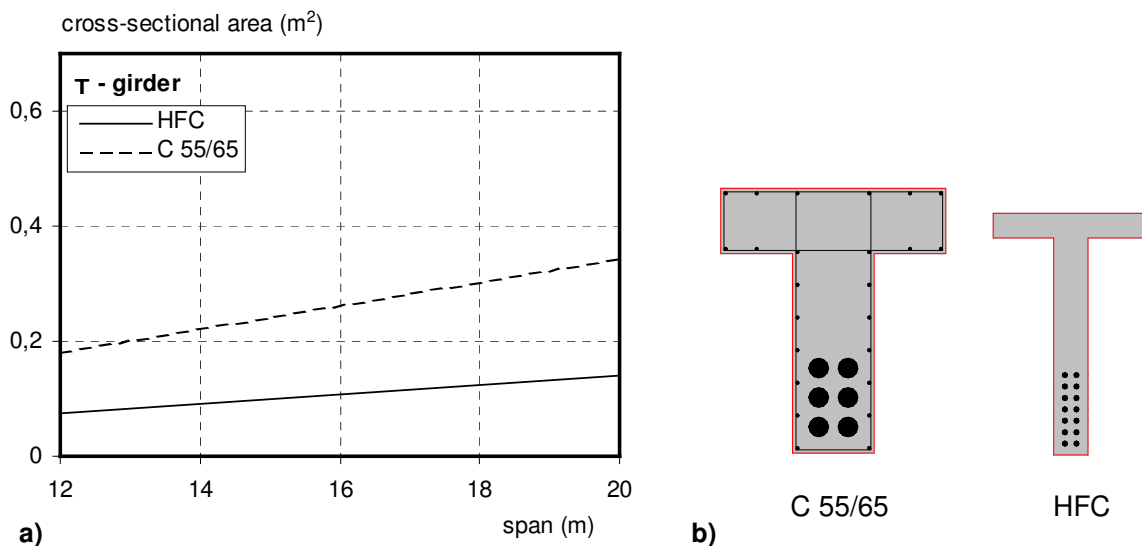 cross-sectional area (m²)
T - girder
HFC
C 55/65
0,6
0,4
0,2
0
12 14 16 18 20
span (m)
a)
C 55/65 HFC
b)